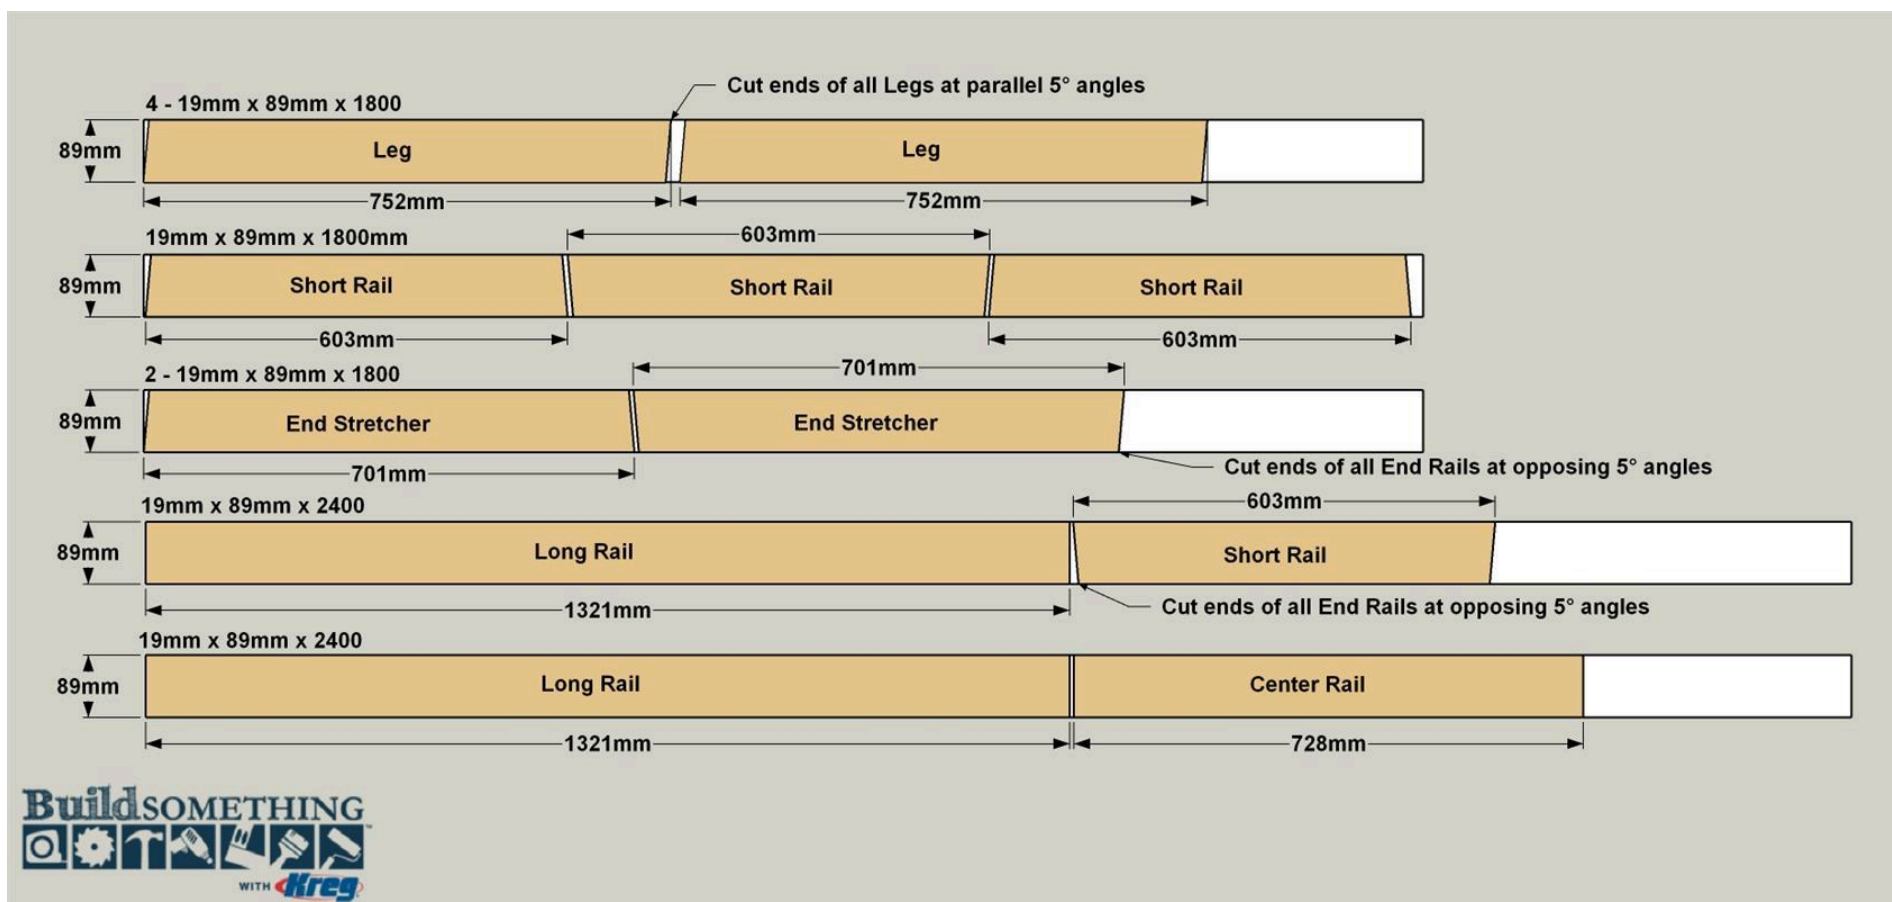 Cut ends of all Legs at parallel 5° angles
4 - 19mm x 89mm x 1800
89mm
Leg
Leg
752mm
752mm
19mm x 89mm x 1800mm
603mm
89mm
Short Rail
Short Rail
Short Rail
603mm
603mm
2 - 19mm x 89mm x 1800
701mm
89mm
End Stretcher
End Stretcher
701mm
Cut ends of all End Rails at opposing 5° angles
19mm x 89mm x 2400
603mm
89mm
Long Rail
Short Rail
1321mm
Cut ends of all End Rails at opposing 5° angles
19mm x 89mm x 2400
89mm
Long Rail
Center Rail
1321mm
728mm
BuildSOMETHING™
WITH Kreg